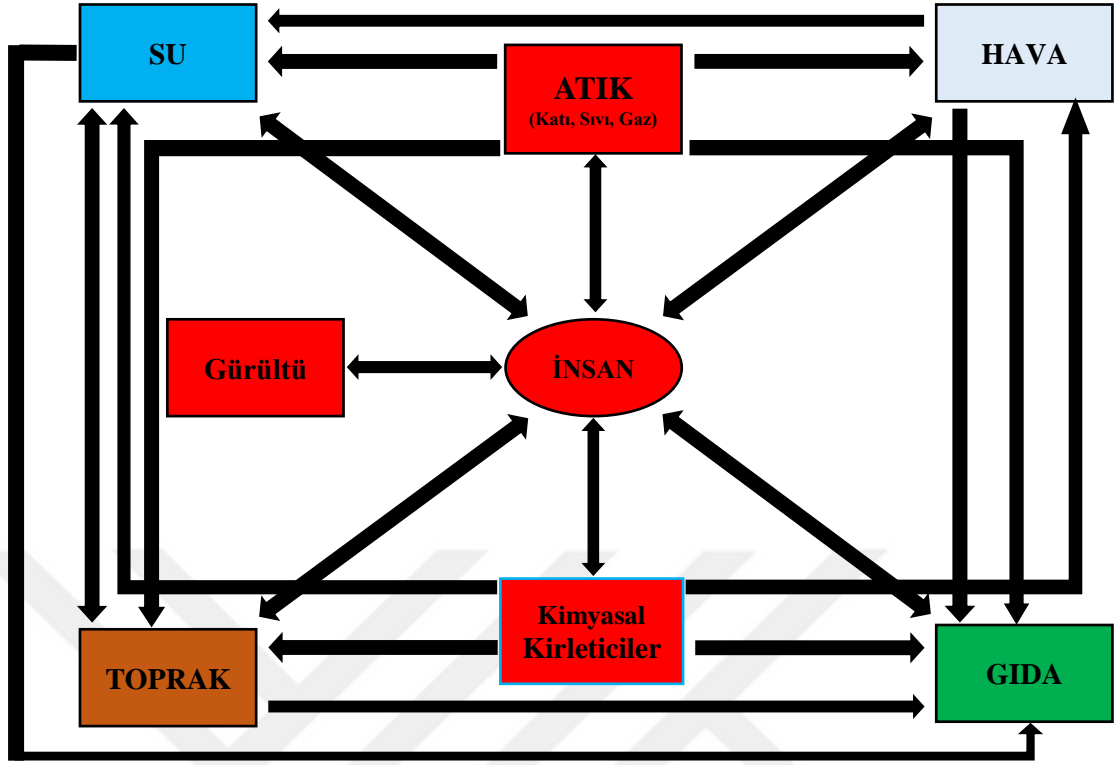 SU
HAVA
ATIK
(Katı, Sıvı, Gaz)
Gürültü
İNSAN
Kimyasal
Kirleticiler
TOPRAK
GIDA